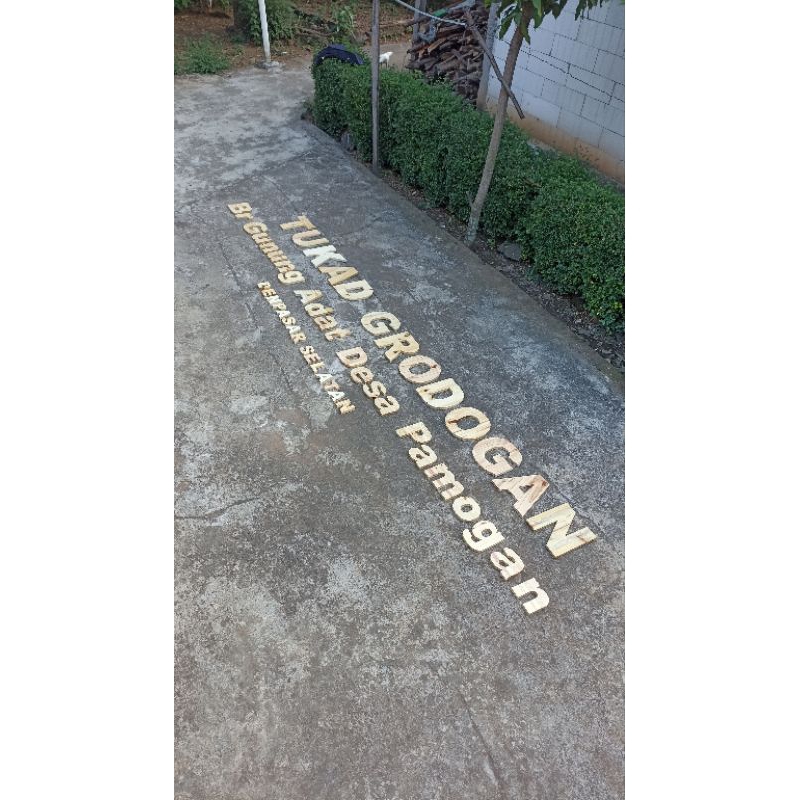 TUKAD GRODOGAN
Br Gunung Adat Desa Pamogan
DENPASAR SELATAN